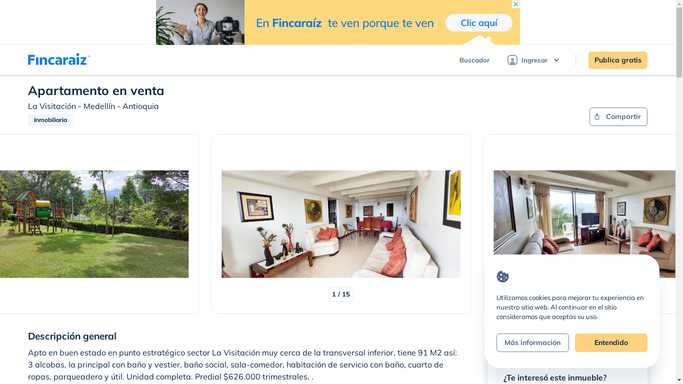 En Fincaraíz te ven porque te ven
Clic aquí
Fincaraíz
Buscador
Ingresar
Publica gratis
Apartamento en venta
La Visitación - Medellín - Antioquia
Inmobiliaria
Compartir
1 / 15
Utilizamos cookies para mejorar tu experiencia en
nuestro sitio web. Al continuar en el sitio
consideramos que aceptas su uso.
Más información
Entendido
Descripción general
Apto en buen estado en punto estratégico sector La Visitación muy cerca de la transversal inferior, tiene 91 M2 así:
3 alcobas, la principal con baño y vestier, baño social, sala-comedor, habitación de servicio con baño, cuarto de
ropas, parqueadero y útil. Unidad completa. Predial $626.000 trimestrales. .
¿Te interesó este inmueble?